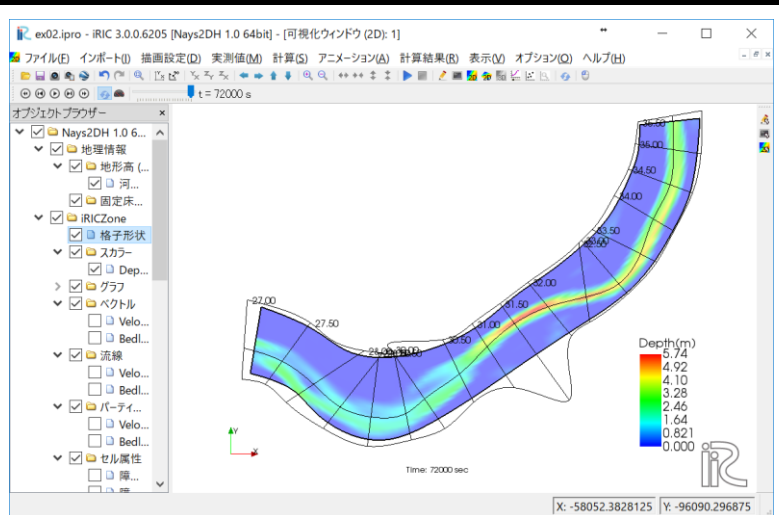 ex02.ipro - iRIC 3.0.0.6205 [Nays2DH 1.0 64bit] - [可視化ウィンドウ (2D): 1]
ファイル(F) インポート(I) 描画設定(D) 実測値(M) 計算(S) アニメーション(A) 計算結果(R) 表示(V) オプション(O) ヘルプ(H)
t = 72000 s
オブジェクトブラウザー
Nays2DH 1.0 6...
地理情報
地形高 (...
河...
固定床...
iRICZone
格子形状
スカラー
Dep...
グラフ
ベクトル
Velo...
Bedl...
流線
Velo...
Bedl...
パーティ...
Velo...
Bedl...
セル属性
障...
35.00
34.50
34.00
33.50
32.00
31.50
31.00
30.50
27.00
27.50
Depth(m)
5.74
4.92
4.10
3.28
2.46
1.64
0.821
0.000
Y
X
Time: 72000 sec
iRIC
X: -58052.3828125 Y: -96090.296875